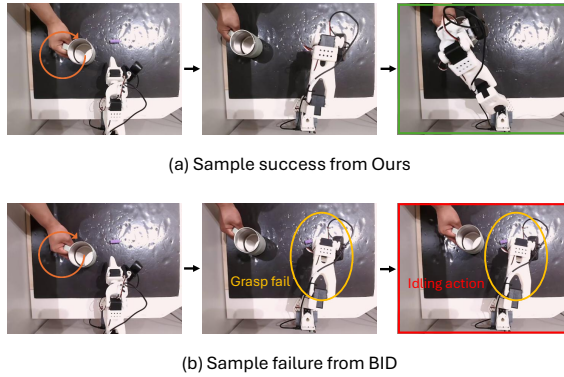 (a) Sample success from Ours
Grasp fail
Idling action
(b) Sample failure from BID